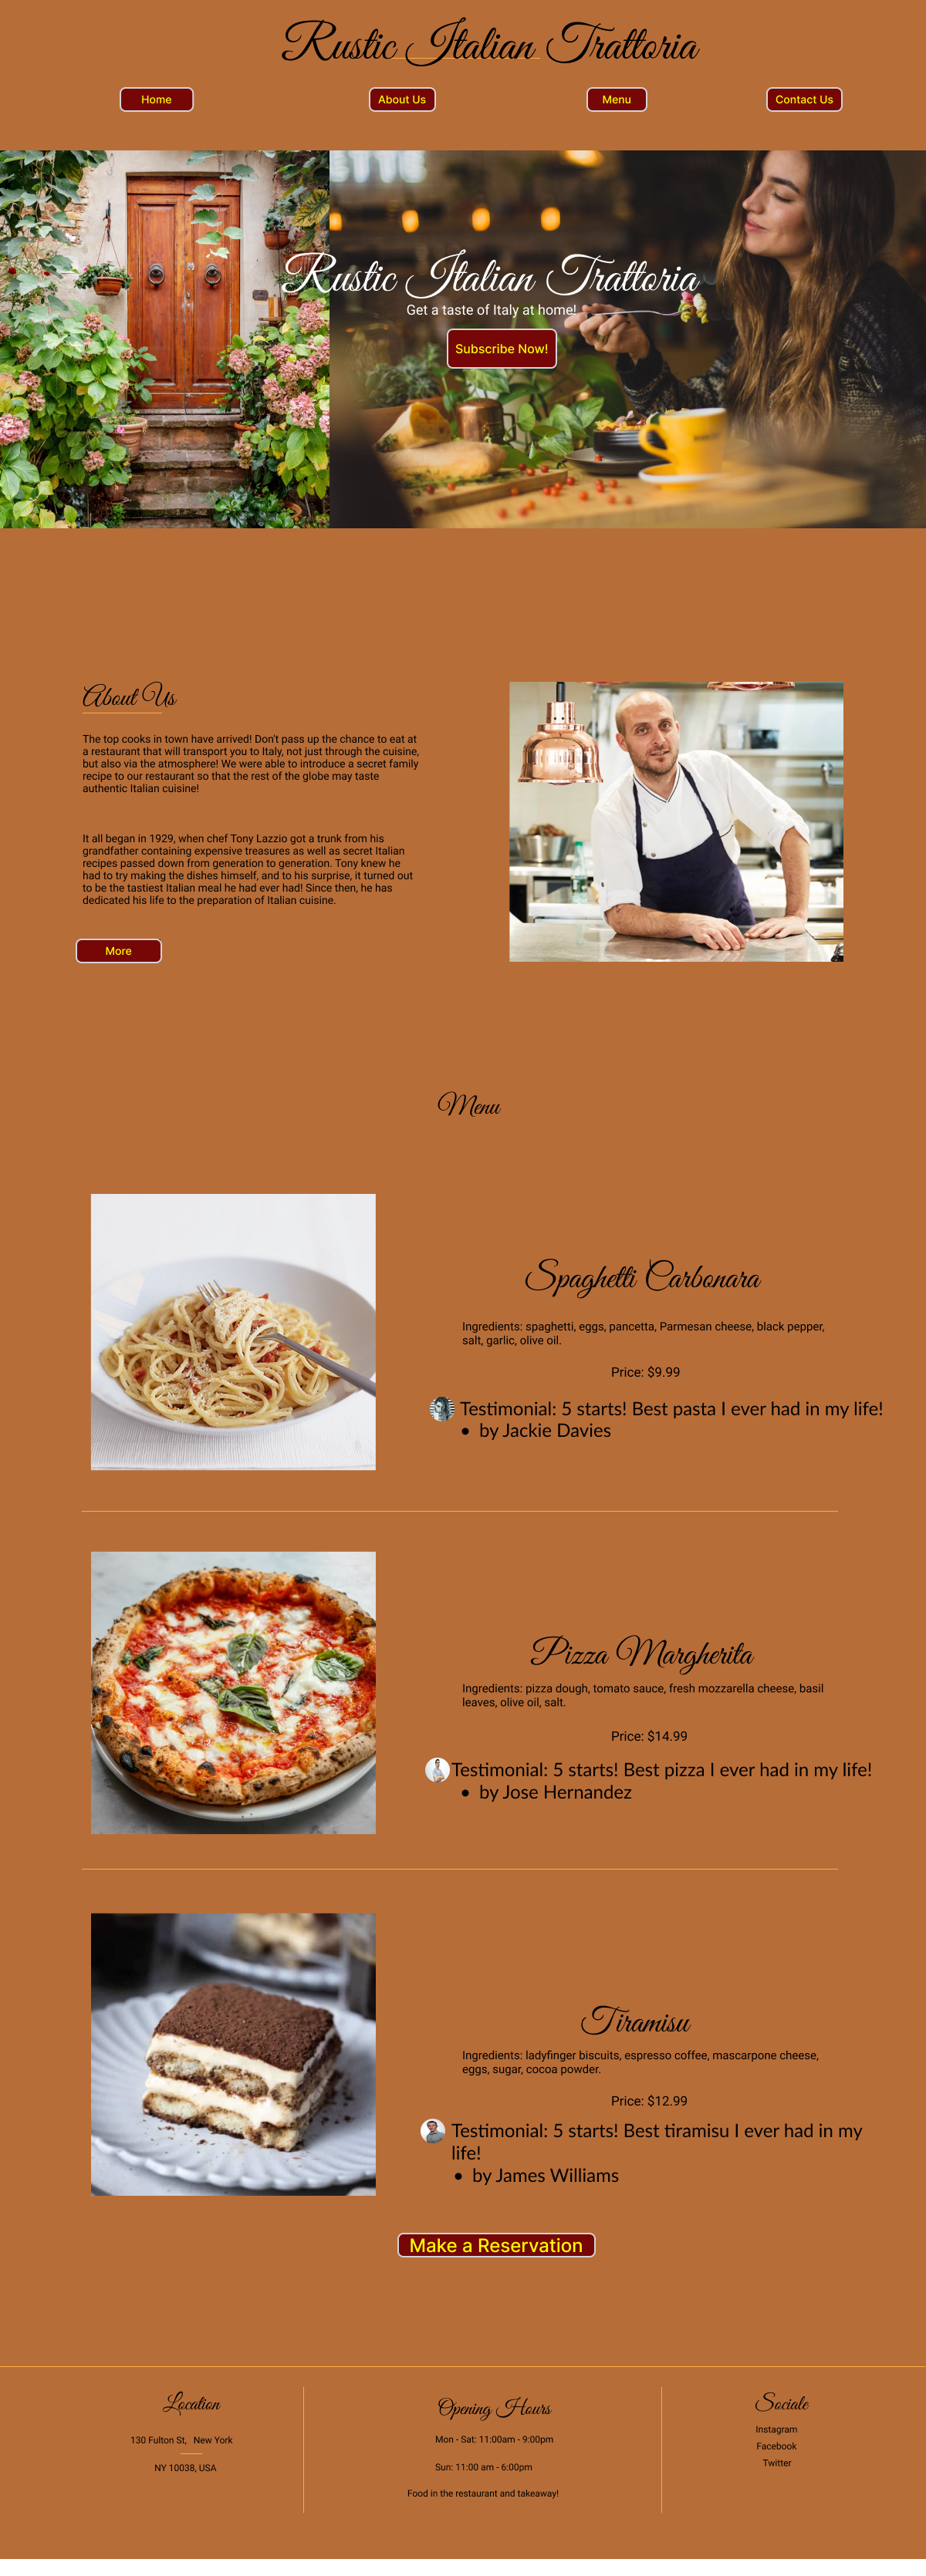 Rustic Italian Trattoria
Home
About Us
Menu
Contact Us
Rustic Italian Trattoria
Get a taste of Italy at home!
Subscribe Now!
About Us
The top cooks in town have arrived! Don't pass up the chance to eat at
a restaurant that will transport you to Italy, not just through the cuisine,
but also via the atmosphere! We were able to introduce a secret family
recipe to our restaurant so that the rest of the globe may taste
authentic Italian cuisine!
It all began in 1929, when chef Tony Lazzio got a trunk from his
grandfather containing expensive treasures as well as secret Italian
recipes passed down from generation to generation. Tony knew he
had to try making the dishes himself, and to his surprise, it turned out
to be the tastiest Italian meal he had ever had! Since then, he has
dedicated his life to the preparation of Italian cuisine.
More
Menu
Spaghetti Carbonara
Ingredients: spaghetti, eggs, pancetta, Parmesan cheese, black pepper,
salt, garlic, olive oil.
Price: $9.99
Testimonial: 5 starts! Best pasta I ever had in my life!
• by Jackie Davies
Pizza Margherita
Ingredients: pizza dough, tomato sauce, fresh mozzarella cheese, basil
leaves, olive oil, salt.
Price: $14.99
Testimonial: 5 starts! Best pizza I ever had in my life!
• by Jose Hernandez
Tiramisu
Ingredients: ladyfinger biscuits, espresso coffee, mascarpone cheese,
eggs, sugar, cocoa powder.
Price: $12.99
Testimonial: 5 starts! Best tiramisu I ever had in my
life!
• by James Williams
Make a Reservation
Location
130 Fulton St, New York
NY 10038, USA
Opening Hours
Mon - Sat: 11:00am - 9:00pm
Sun: 11:00 am - 6:00pm
Food in the restaurant and takeaway!
Sociale
Instagram
Facebook
Twitter